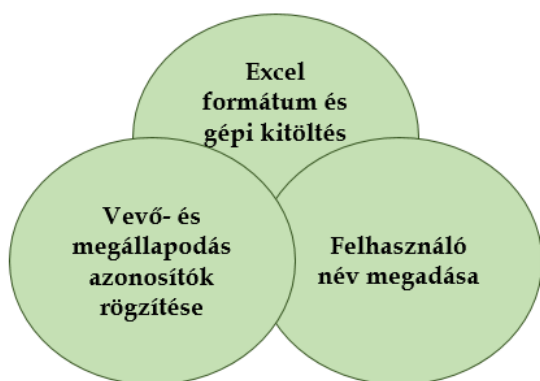 Excel
formátum és
gépi kitöltés
Vevő- és
megállapodás
azonosítók
rögzítése
Felhasználó
név megadása